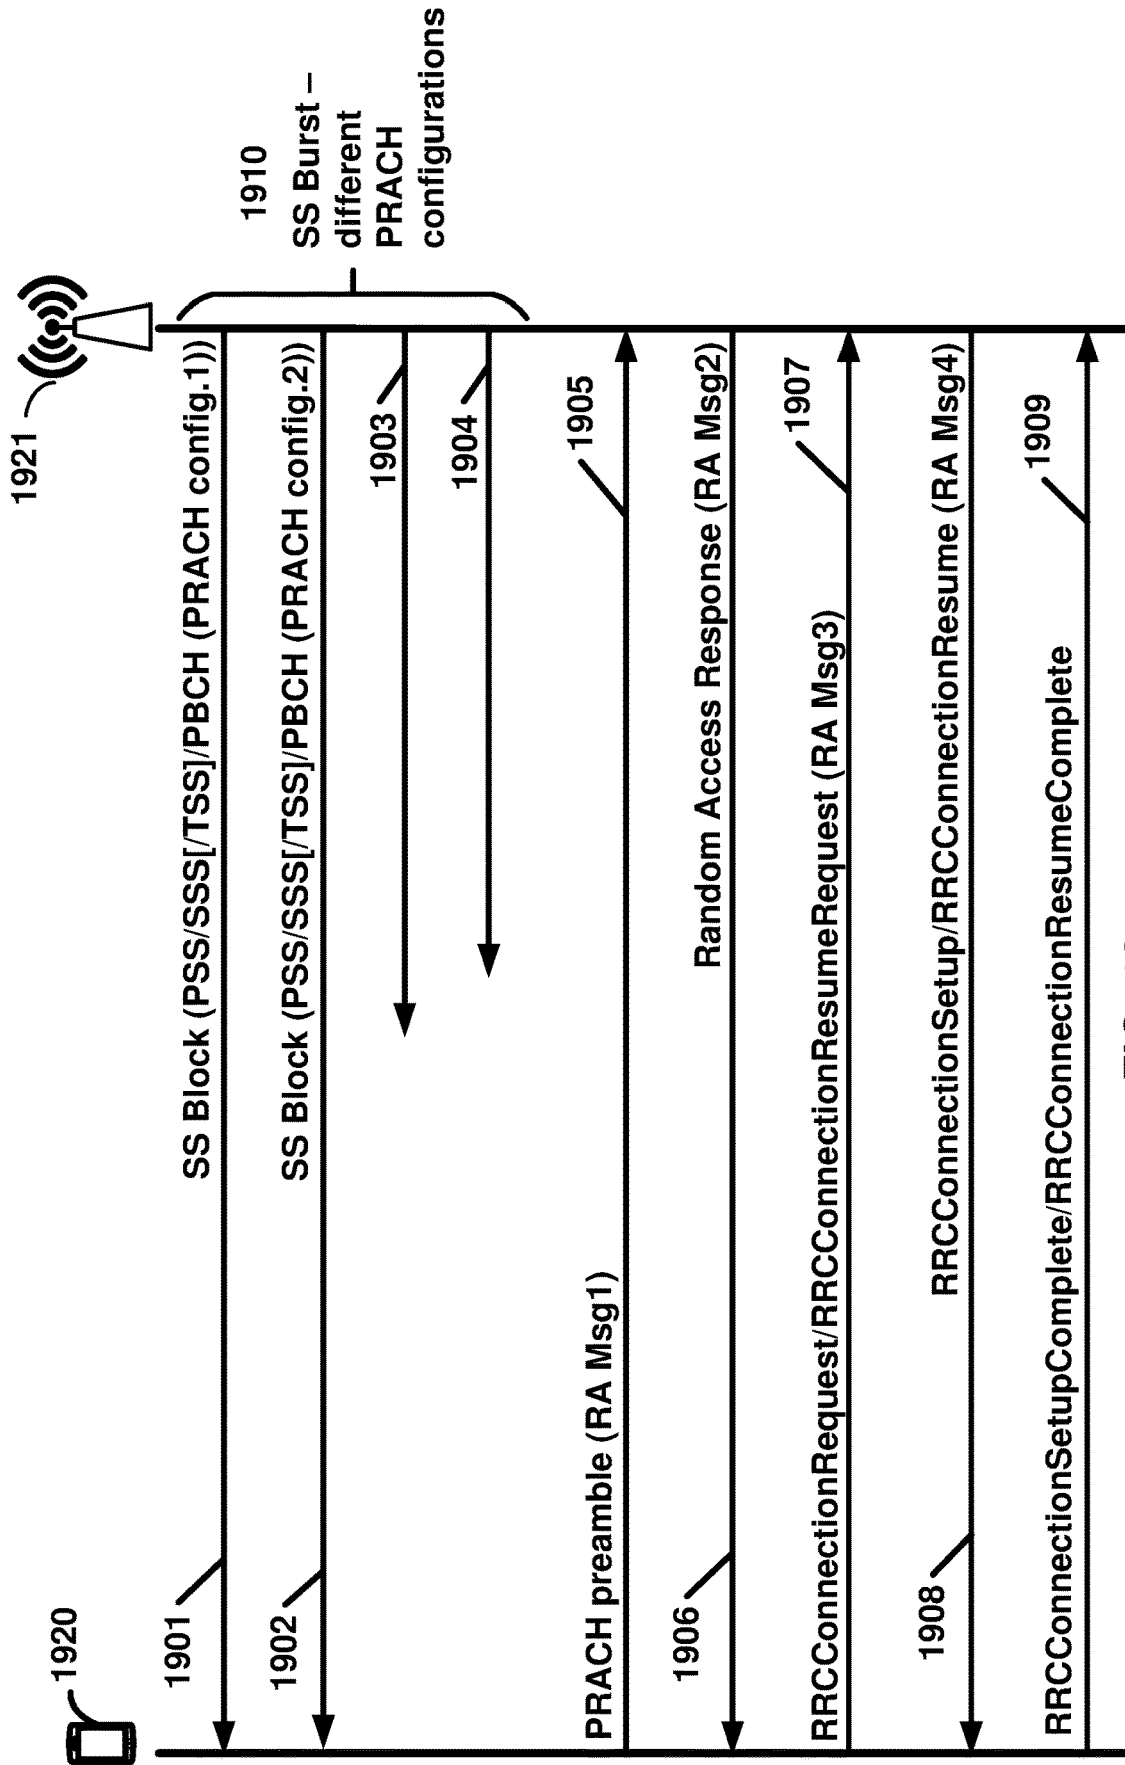 1920
1921
1910
SS Burst –
different
PRACH
configurations
SS Block (PSS/SSS[/TSS]/PBCH (PRACH config.1))
1901
SS Block (PSS/SSS[/TSS]/PBCH (PRACH config.2))
1902
1903
1904
PRACH preamble (RA Msg1)
1905
Random Access Response (RA Msg2)
1906
RRCConnectionRequest/RRCConnectionResumeRequest (RA Msg3)
1907
RRCConnectionSetup/RRCConnectionResume (RA Msg4)
1908
RRCConnectionSetupComplete/RRCConnectionResumeComplete
1909